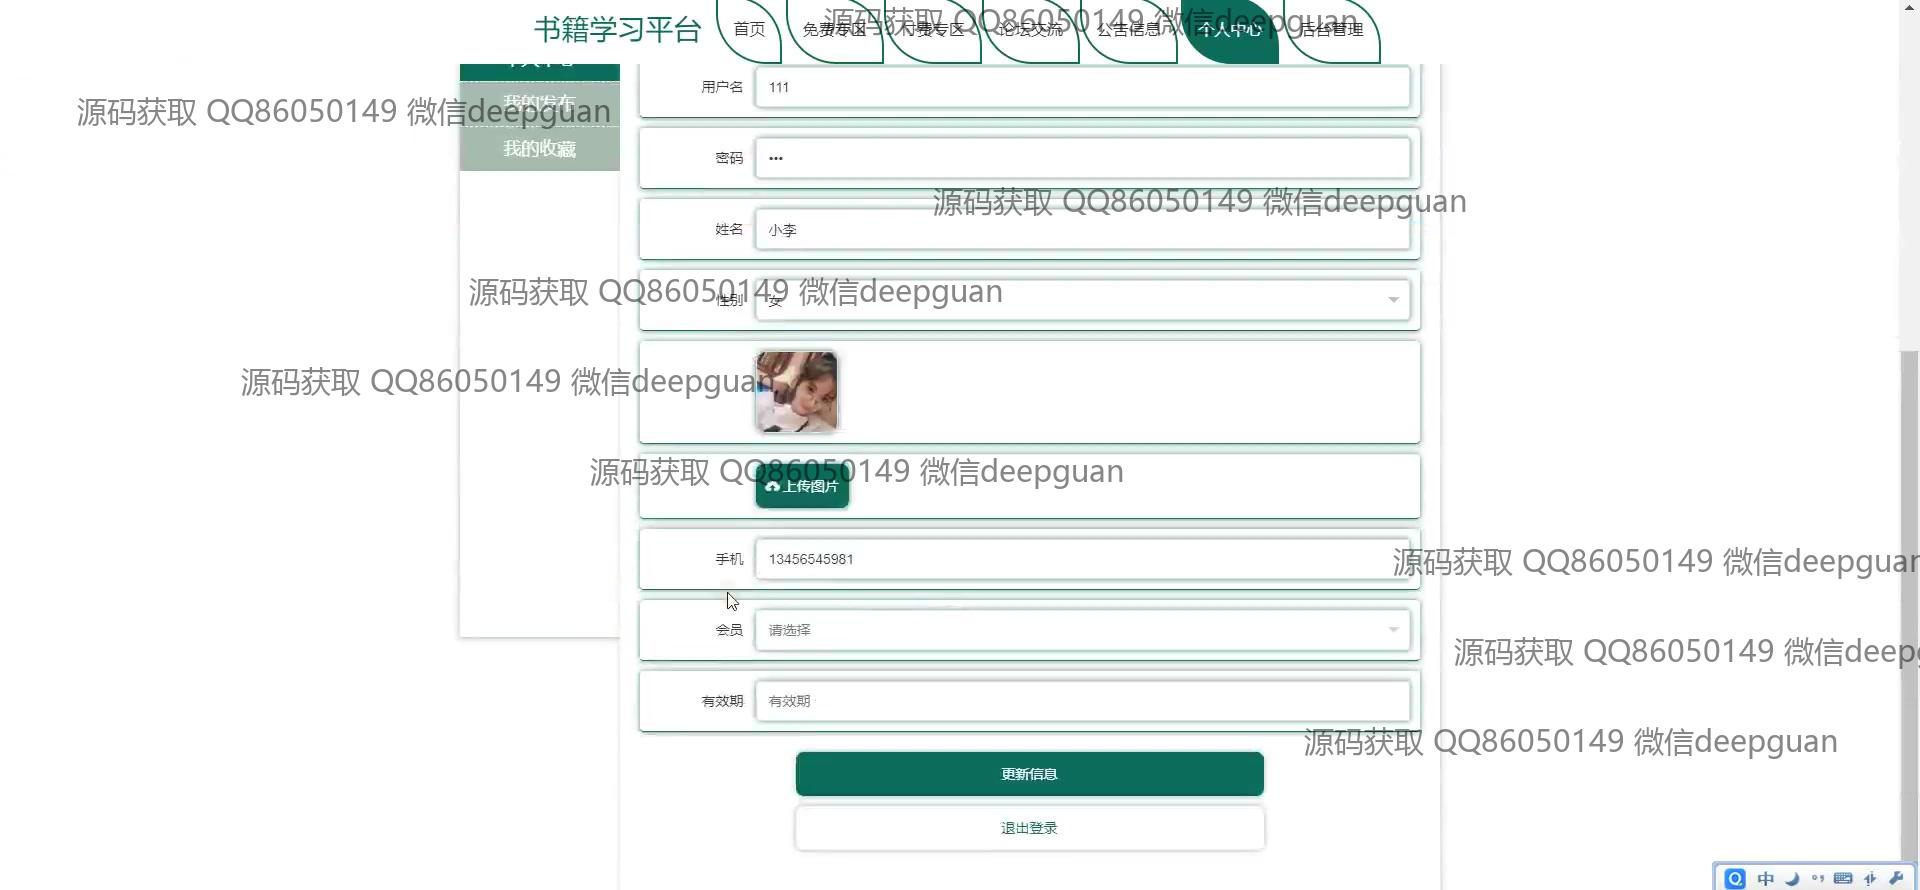 书籍学习平台 首页 免费专区 付费专区 论坛交流 公告信息 个人中心 后台管理
源码获取 QQ86050149 微信deepguan
个人中心
用户名 111
我的发布
源码获取 QQ86050149 微信deepguan
我的收藏
密码 •••
源码获取 QQ86050149 微信deepguan
姓名 小李
源码获取 QQ86050149 微信deepguan
性别 女
源码获取 QQ86050149 微信deepguan
源码获取 QQ86050149 微信deepguan
上传图片
手机 13456545981
源码获取 QQ86050149 微信deepguan
会员 请选择
源码获取 QQ86050149 微信deep
有效期 有效期
源码获取 QQ86050149 微信deepguan
更新信息
退出登录
中